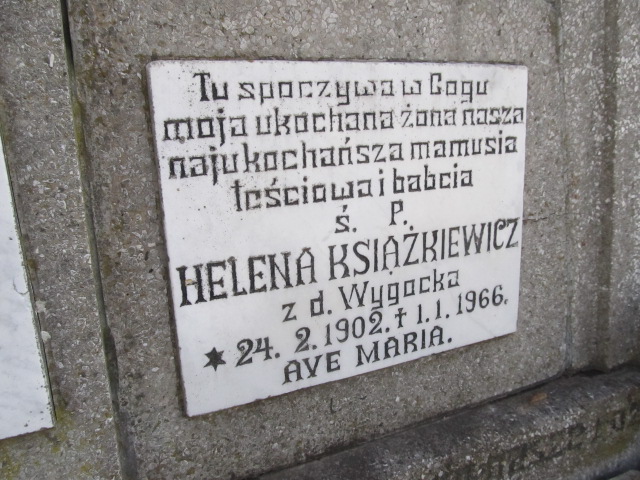 Tu spoczywa w Gogu
moja ukochana żona nasza
najukochańsza mamusia
teściowa i babcia
ś. P.
HELENA KSIĄŻKIEWICZ
z d. Wygocka
* 24. 2. 1902. † 1.1. 1966.
AVE MARIA.